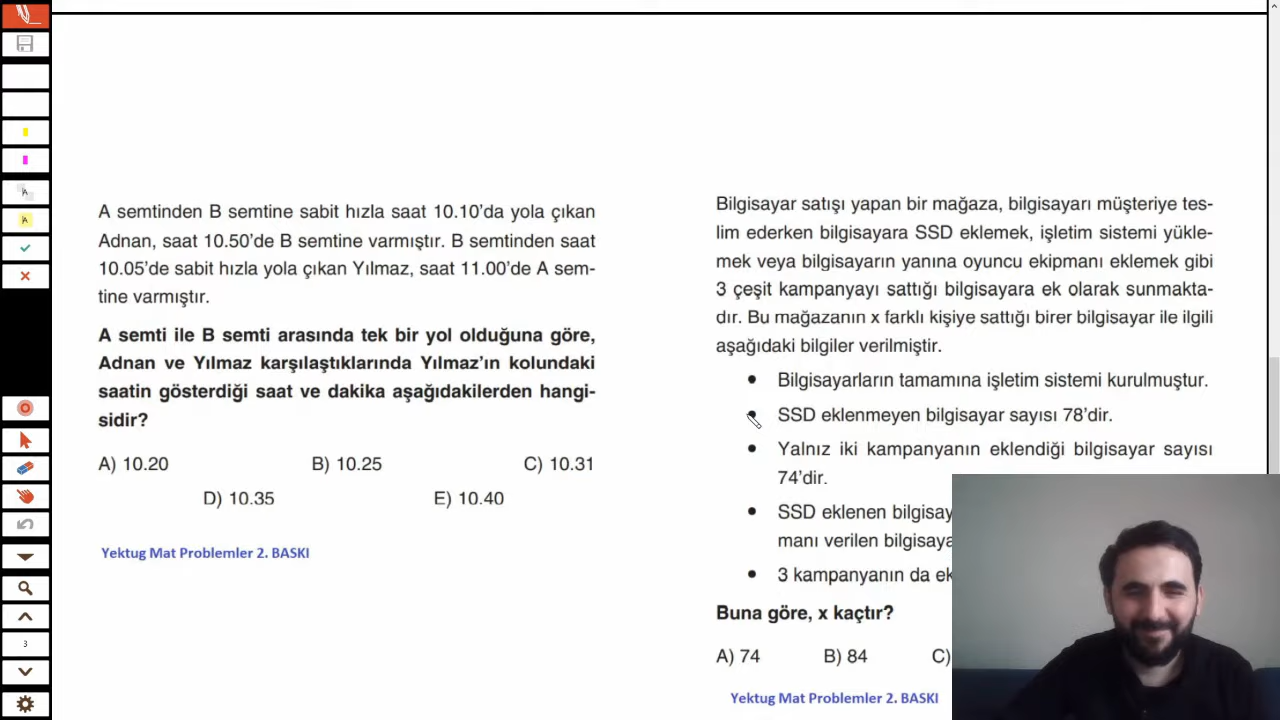 A semtinden B semtine sabit hızla saat 10.10'da yola çıkan
Adnan, saat 10.50'de B semtine varmıştır. B semtinden saat
10.05'de sabit hızla yola çıkan Yılmaz, saat 11.00'de A sem-
tine varmıştır.
A semti ile B semti arasında tek bir yol olduğuna göre,
Adnan ve Yılmaz karşılaştıklarında Yılmaz'ın kolundaki
saatin gösterdiği saat ve dakika aşağıdakilerden hangi-
sidir?
A) 10.20 B) 10.25 C) 10.31
D) 10.35 E) 10.40
Yektug Mat Problemler 2. BASKI
Bilgisayar satışı yapan bir mağaza, bilgisayarı müşteriye tes-
lim ederken bilgisayara SSD eklemek, işletim sistemi yükle-
mek veya bilgisayarın yanına oyuncu ekipmanı eklemek gibi
3 çeşit kampanyayı sattığı bilgisayara ek olarak sunmakta-
dır. Bu mağazanın x farklı kişiye sattığı birer bilgisayar ile ilgili
aşağıdaki bilgiler verilmiştir.
• Bilgisayarların tamamına işletim sistemi kurulmuştur.
• SSD eklenmeyen bilgisayar sayısı 78'dir.
• Yalnız iki kampanyanın eklendiği bilgisayar sayısı
74'dir.
• SSD eklenen bilgisay
manı verilen bilgisaya
• 3 kampanyanın da ek
Buna göre, x kaçtır?
A) 74 B) 84 C)
Yektug Mat Problemler 2. BASKI
3